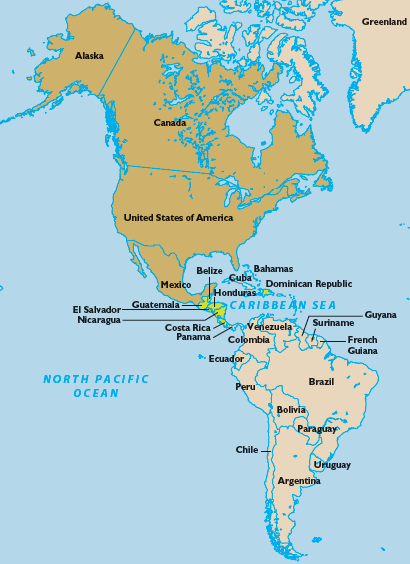 Greenland
Alaska
Canada
United States of America
Bahamas
Belize
Cuba
Mexico
Dominican Republic
Honduras
Guatemala
CARIBBEAN SEA
El Salvador
Nicaragua
Guyana
Suriname
Costa Rica
Venezuela
Panama
Colombia
French
Guiana
Ecuador
NORTH PACIFIC
OCEAN
Brazil
Peru
Bolivia
Paraguay
Chile
Uruguay
Argentina